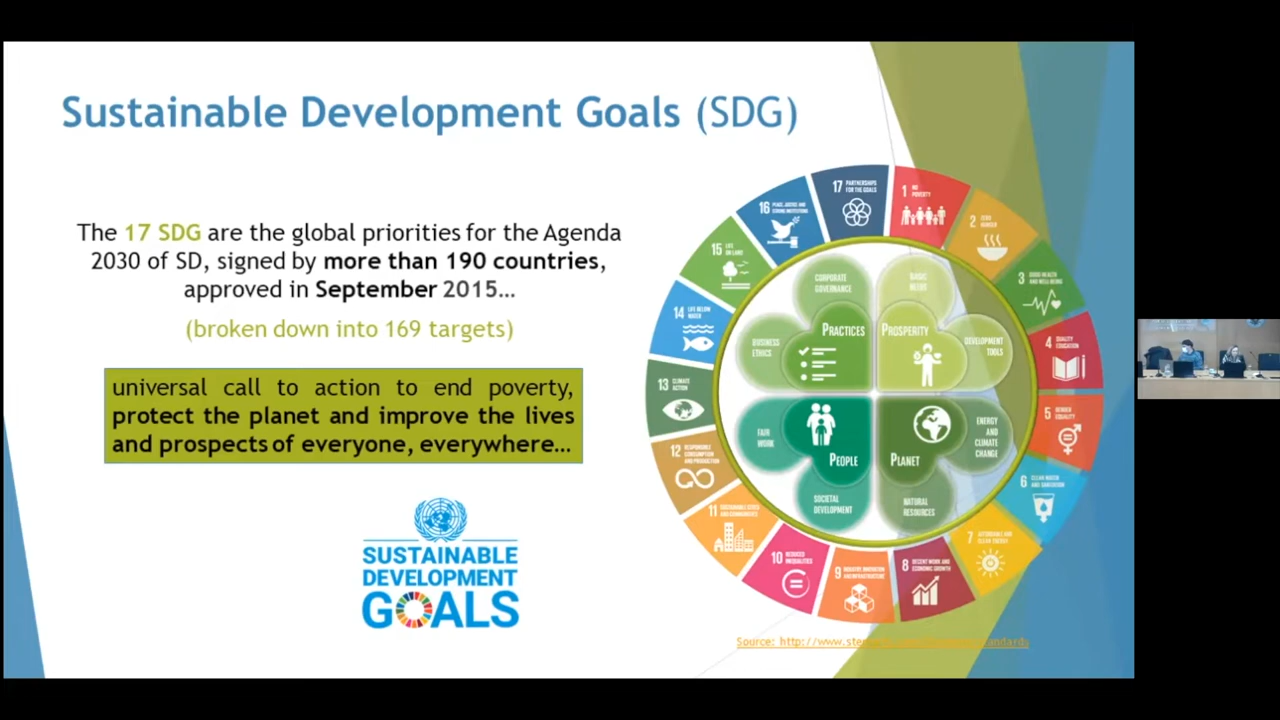 Sustainable Development Goals (SDG)
The 17 SDG are the global priorities for the Agenda
2030 of SD, signed by more than 190 countries,
approved in September 2015...
(broken down into 169 targets)
universal call to action to end poverty,
protect the planet and improve the lives
and prospects of everyone, everywhere...
SUSTAINABLE
DEVELOPMENT
GOALS
1 NO
POVERTY
2 ZERO
HUNGER
3 GOOD HEALTH
AND WELL-BEING
4 QUALITY
EDUCATION
5 GENDER
EQUALITY
6 CLEAN WATER
AND SANITATION
7 AFFORDABLE AND
CLEAN ENERGY
8 DECENT WORK AND
ECONOMIC GROWTH
9 INDUSTRY, INNOVATION
AND INFRASTRUCTURE
10 REDUCED
INEQUALITIES
11 SUSTAINABLE CITIES
AND COMMUNITIES
12 RESPONSIBLE
CONSUMPTION
AND PRODUCTION
13 CLIMATE
ACTION
14 LIFE BELOW
WATER
15 LIFE
ON LAND
16 PEACE, JUSTICE AND
STRONG INSTITUTIONS
17 PARTNERSHIPS
FOR THE GOALS
CORPORATE
GOVERNANCE
BUSINESS
ETHICS
PRACTICES
BASIC
NEEDS
PROSPERITY
DEVELOPMENT
TOOLS
FAIR
WORK
PEOPLE
SOCIETAL
DEVELOPMENT
PLANET
ENERGY
AND
CLIMATE
CHANGE
NATURAL
RESOURCES
Source: http://www.